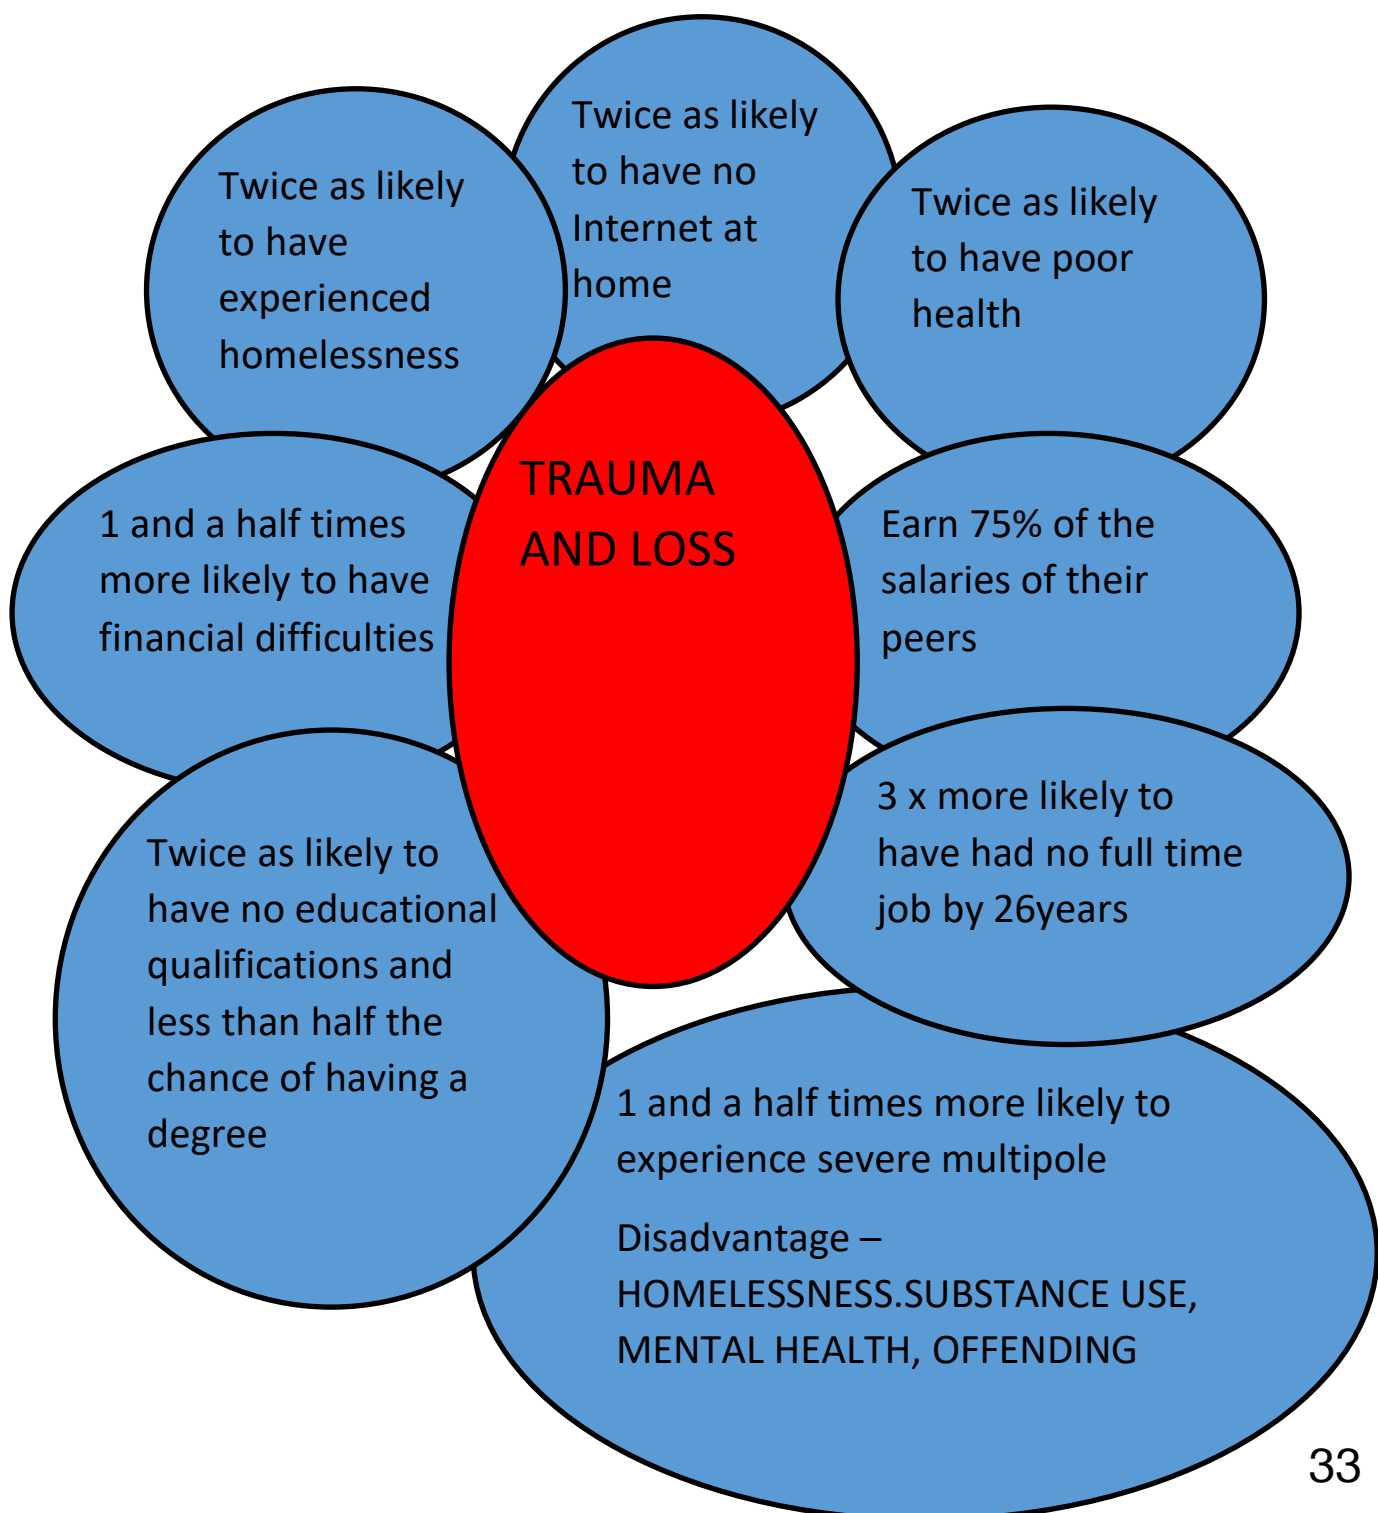 Twice as likely
to have no
Internet at
home
Twice as likely
to have
experienced
homelessness
Twice as likely
to have poor
health
TRAUMA
AND LOSS
1 and a half times
more likely to have
financial difficulties
Earn 75% of the
salaries of their
peers
3 x more likely to
have had no full time
job by 26years
Twice as likely to
have no educational
qualifications and
less than half the
chance of having a
degree
1 and a half times more likely to
experience severe multipole
Disadvantage –
HOMELESSNESS.SUBSTANCE USE,
MENTAL HEALTH, OFFENDING
33